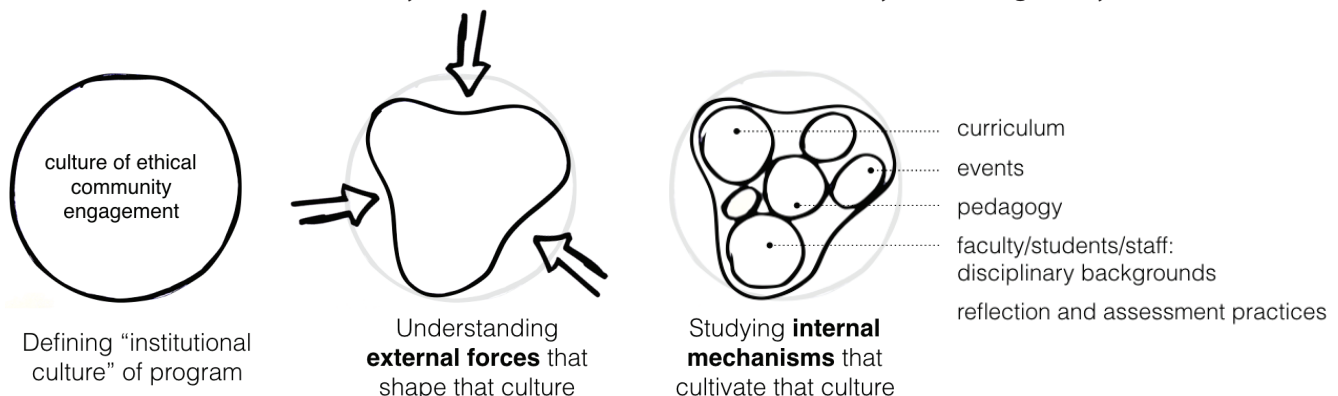 culture of ethical
community
engagement
Defining “institutional
culture” of program
Understanding
external forces that
shape that culture
Studying internal
mechanisms that
cultivate that culture
curriculum
events
pedagogy
faculty/students/staff:
disciplinary backgrounds
reflection and assessment practices